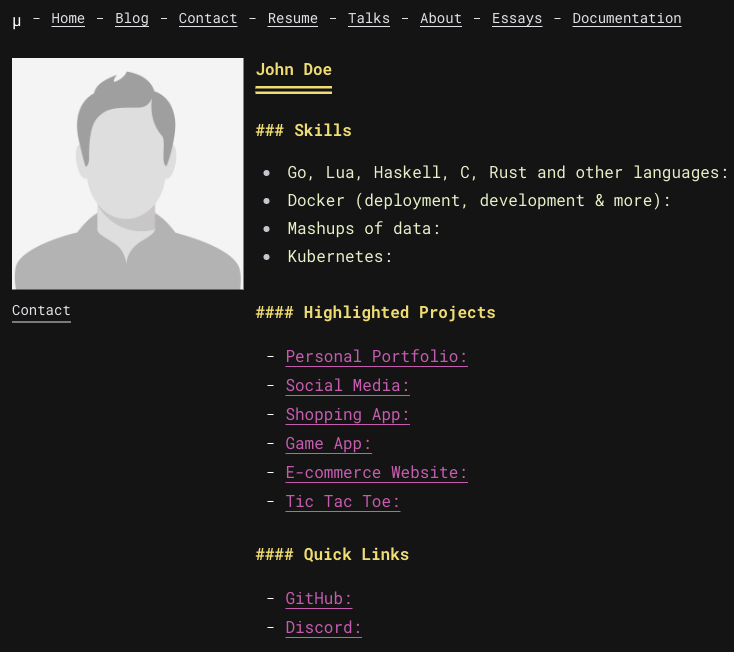 µ - Home - Blog - Contact - Resume - Talks - About - Essays - Documentation
John Doe
### Skills
• Go, Lua, Haskell, C, Rust and other languages:
• Docker (deployment, development & more):
• Mashups of data:
• Kubernetes:
Contact
#### Highlighted Projects
- Personal Portfolio:
- Social Media:
- Shopping App:
- Game App:
- E-commerce Website:
- Tic Tac Toe:
#### Quick Links
- GitHub:
- Discord: